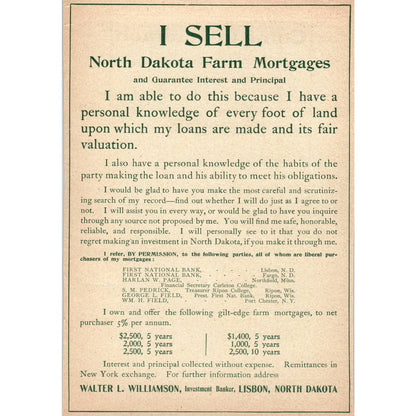 I SELL
North Dakota Farm Mortgages
and Guarantee Interest and Principal
I am able to do this because I have a
personal knowledge of every foot of land
upon which my loans are made and its fair
valuation.
I also have a personal knowledge of the habits of the
party making the loan and his ability to meet his obligations.
I would be glad to have you make the most careful and scrutiniz-
ing search of my record—find out whether I will do just as I agree to or
not. I will assist you in every way, or would be glad to have you inquire
through any source not proposed by me. You will find me safe, honorable,
reliable, and responsible. I will personally see to it that you do not
regret making an investment in North Dakota, if you make it through me.
I refer, BY PERMISSION, to the following parties, all of whom are liberal pur-
chasers of my mortgages:
FIRST NATIONAL BANK, Lisbon, N. D.
FIRST NATIONAL BANK, Fargo, N. D.
HARLAN W. PAGE, Northfield, Minn.
Financial Secretary Carleton College.
S. M. PEDRICK, Treasurer Ripon College, Ripon, Wis.
GEORGE L. FIELD, Prest. First Nat. Bank, Ripon, Wis.
WM. H. FIELD, Port Chester, N. Y.
I own and offer the following gilt-edge farm mortgages, to net
purchaser 5% per annum.
$2,500, 5 years $1,400, 5 years
2,000, 5 years 1,000, 5 years
2,500, 5 years 2,500, 10 years
Interest and principal collected without expense. Remittances in
New York exchange. For further information address
WALTER L. WILLIAMSON, Investment Banker, LISBON, NORTH DAKOTA